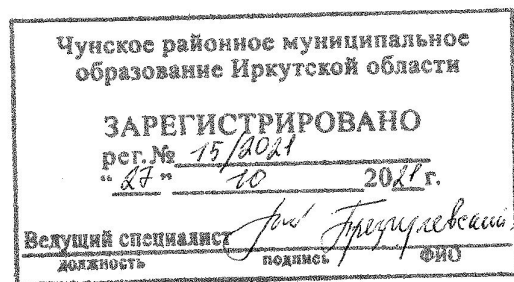 Чунское районное муниципальное
образование Иркутской области
ЗАРЕГИСТРИРОВАНО
рег.№ 15/2021
“ 27 ” 10 2021 г.
Ведущий специалист
должность подпись ФИО